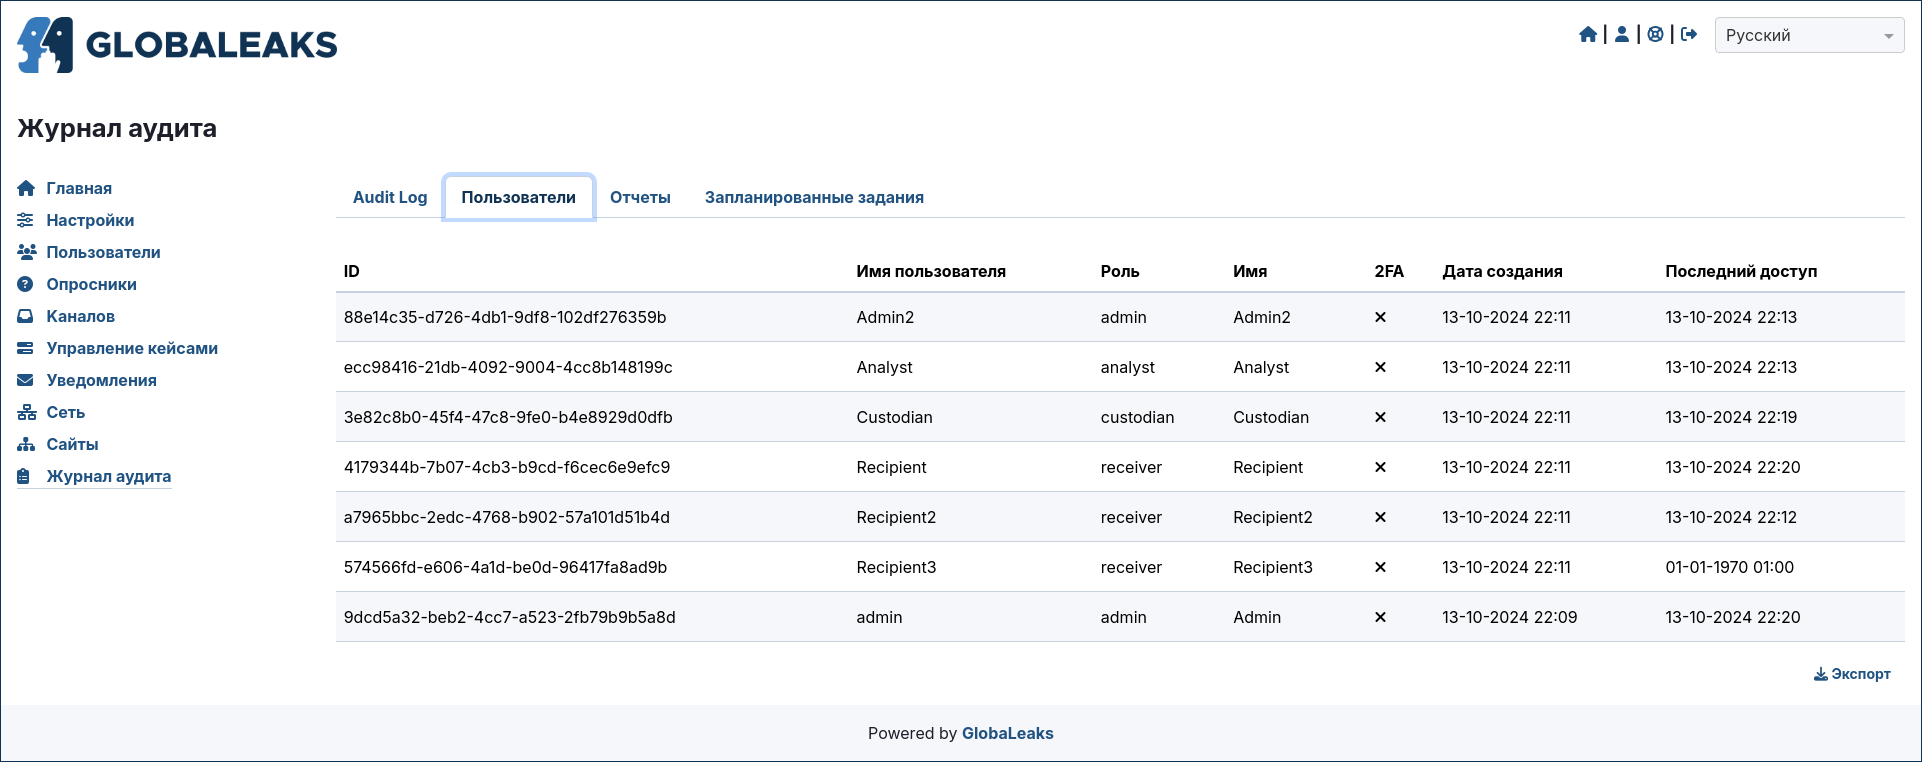 GLOBALEAKS
Русский
Журнал аудита
Главная
Настройки
Пользователи
Опросники
Каналов
Управление кейсами
Уведомления
Сеть
Сайты
Журнал аудита
Audit Log Пользователи Отчеты Запланированные задания
ID Имя пользователя Роль Имя 2FA Дата создания Последний доступ
88e14c35-d726-4db1-9df8-102df276359b Admin2 admin Admin2 13-10-2024 22:11 13-10-2024 22:13
ecc98416-21db-4092-9004-4cc8b148199c Analyst analyst Analyst 13-10-2024 22:11 13-10-2024 22:13
3e82c8b0-45f4-47c8-9fe0-b4e8929d0dfb Custodian custodian Custodian 13-10-2024 22:11 13-10-2024 22:19
4179344b-7b07-4cb3-b9cd-f6cec6e9efc9 Recipient receiver Recipient 13-10-2024 22:11 13-10-2024 22:20
a7965bbc-2edc-4768-b902-57a101d51b4d Recipient2 receiver Recipient2 13-10-2024 22:11 13-10-2024 22:12
574566fd-e606-4a1d-be0d-96417fa8ad9b Recipient3 receiver Recipient3 13-10-2024 22:11 01-01-1970 01:00
9dcd5a32-beb2-4cc7-a523-2fb79b9b5a8d admin admin Admin 13-10-2024 22:09 13-10-2024 22:20
Экспорт
Powered by GlobaLeaks